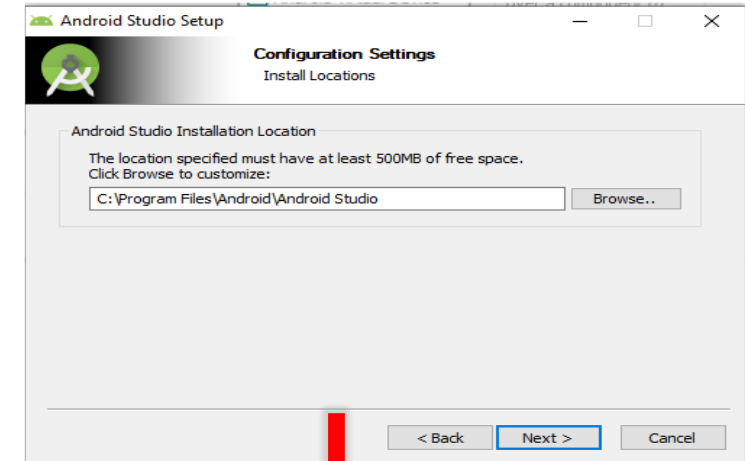 Android Studio Setup
Configuration Settings
Install Locations
Android Studio Installation Location
The location specified must have at least 500MB of free space.
Click Browse to customize:
C:\Program Files\Android\Android Studio
Browse..
< Back
Next >
Cancel